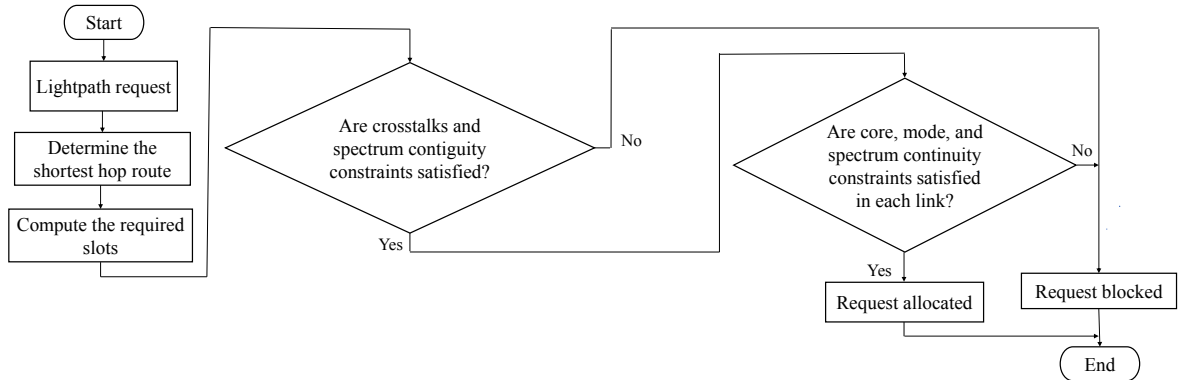 Start
Lightpath request
Determine the
shortest hop route
Compute the required
slots
Are crosstalks and
spectrum contiguity
constraints satisfied?
No
Yes
Are core, mode, and
spectrum continuity
constraints satisfied
in each link?
No
Yes
Request allocated
Request blocked
End